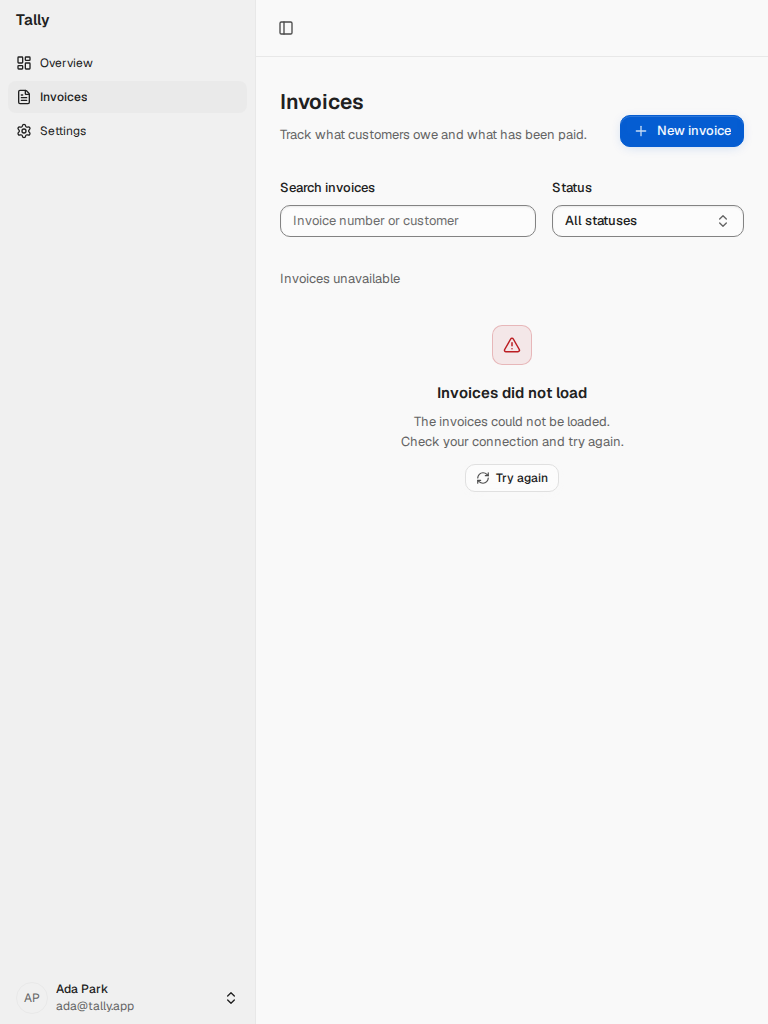 Tally
Overview
Invoices
Settings
Ada Park
ada@tally.app
AP
Invoices
Track what customers owe and what has been paid.
New invoice
Search invoices
Status
Invoice number or customer
All statuses
Invoices unavailable
Invoices did not load
The invoices could not be loaded.
Check your connection and try again.
Try again